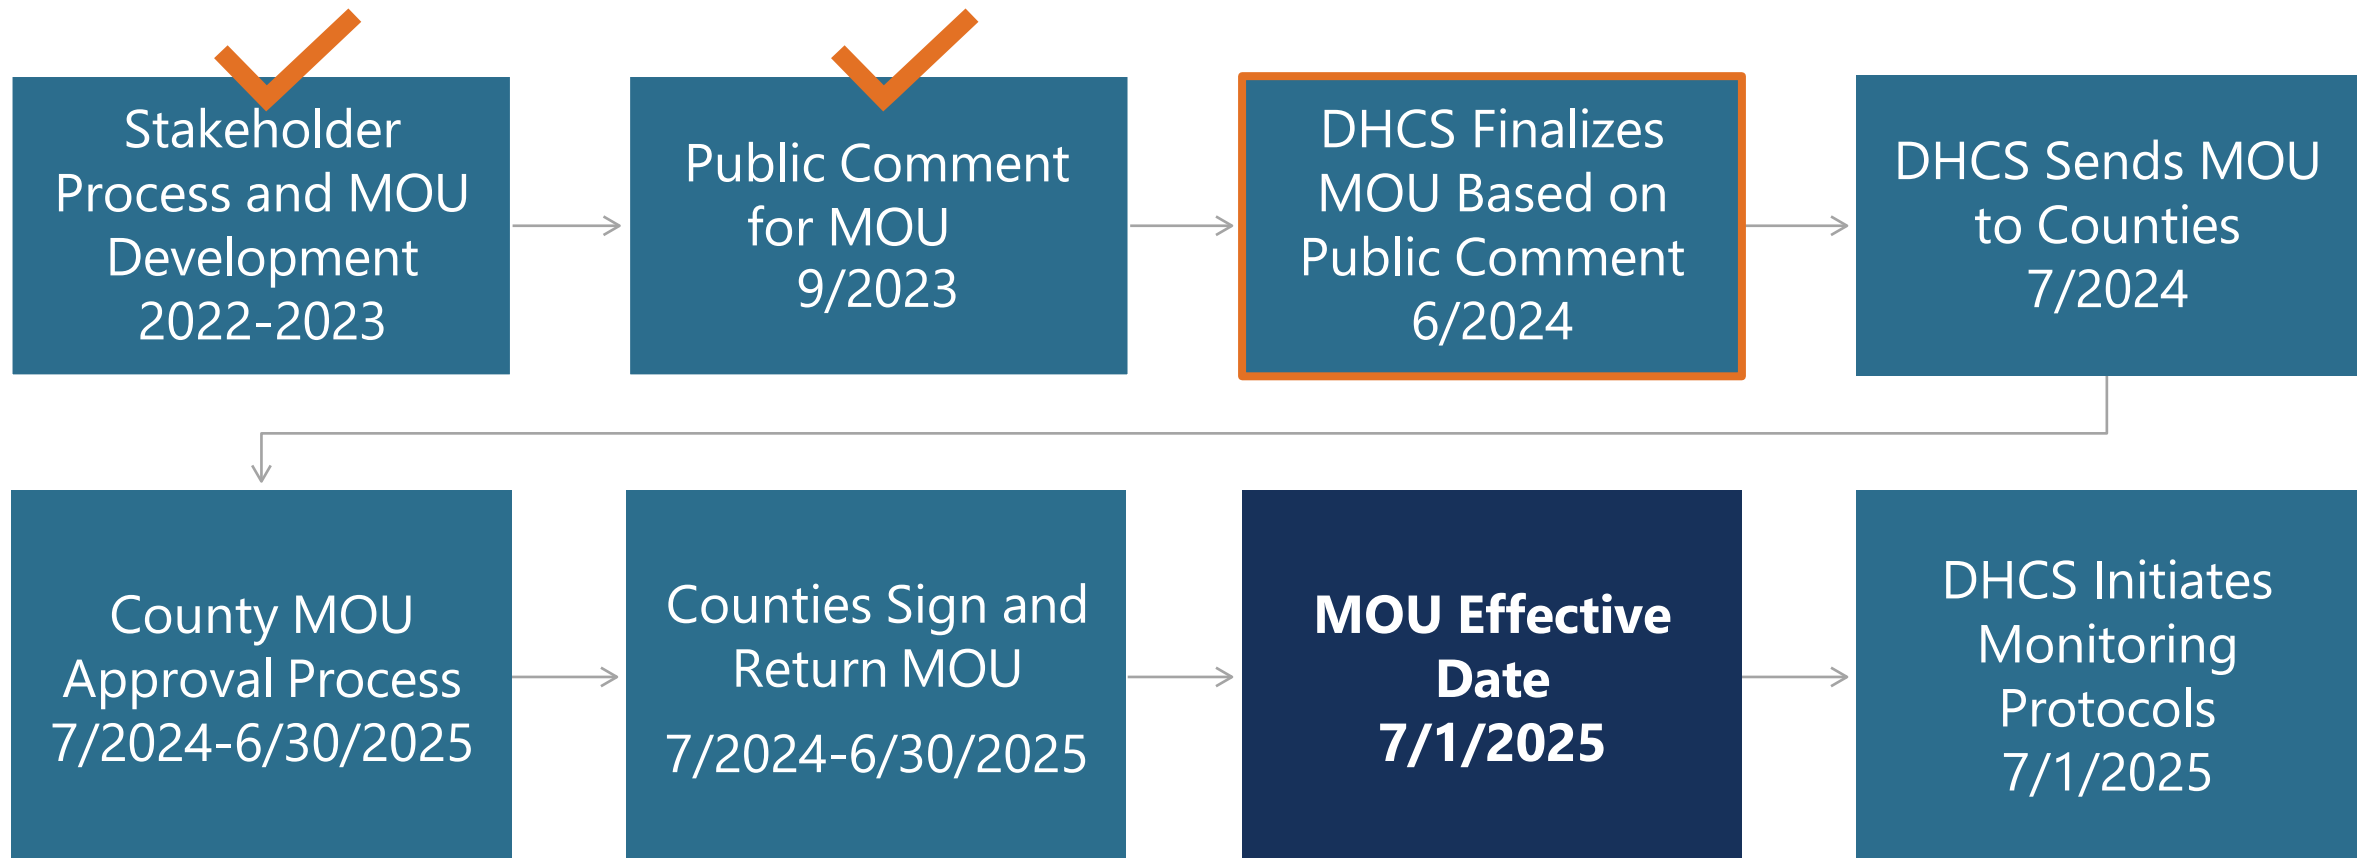 Stakeholder
Process and MOU
Development
2022-2023
Public Comment
for MOU
9/2023
DHCS Finalizes
MOU Based on
Public Comment
6/2024
DHCS Sends MOU
to Counties
7/2024
County MOU
Approval Process
7/2024-6/30/2025
Counties Sign and
Return MOU
7/2024-6/30/2025
MOU Effective
Date
7/1/2025
DHCS Initiates
Monitoring
Protocols
7/1/2025